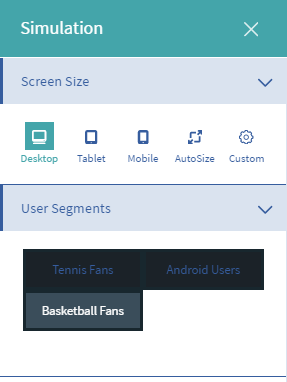 Simulation
Screen Size
Desktop Tablet Mobile AutoSize Custom
User Segments
Tennis Fans Android Users
Basketball Fans